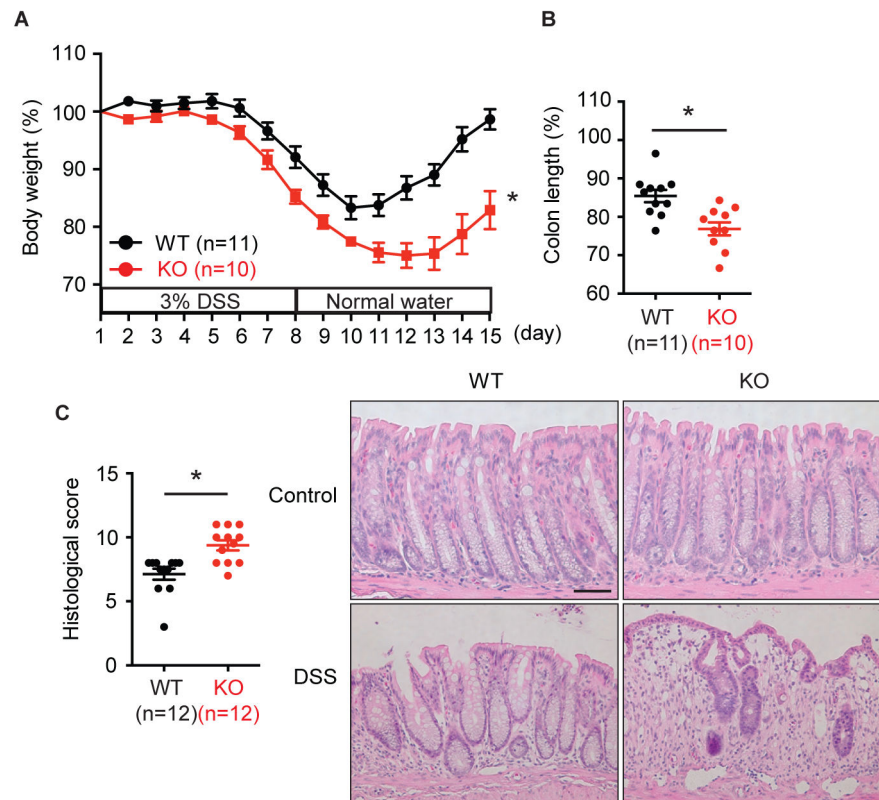 A
Body weight (%)
110
100
90
80
70
WT (n=11)
KO (n=10)
*
3% DSS
Normal water
1 2 3 4 5 6 7 8 9 10 11 12 13 14 15 (day)
B
Colon length (%)
110
100
90
80
70
60
*
WT
KO
(n=11)
(n=10)
C
Histological score
15
10
5
0
*
WT
KO
(n=12)
(n=12)
WT
KO
Control
DSS